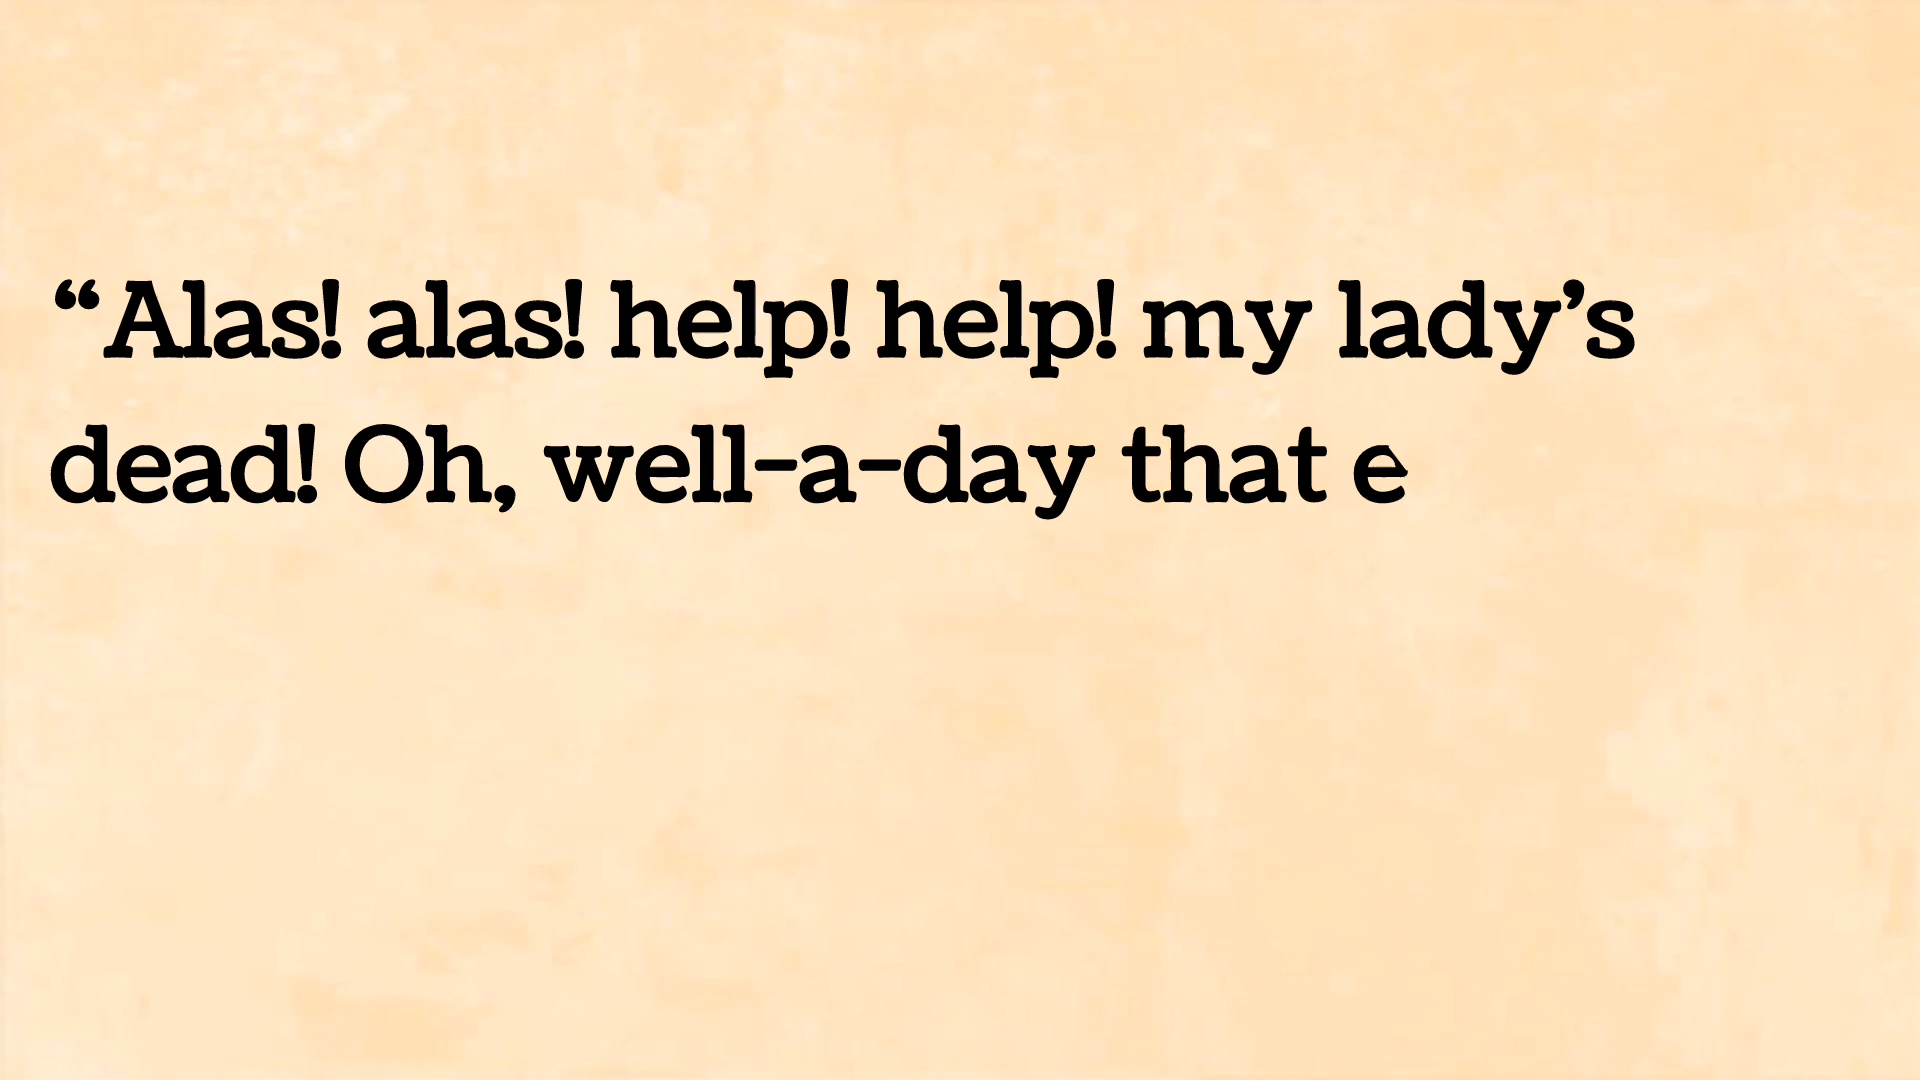 “Alas! alas! help! help! my lady’s
dead! Oh, well-a-day that e